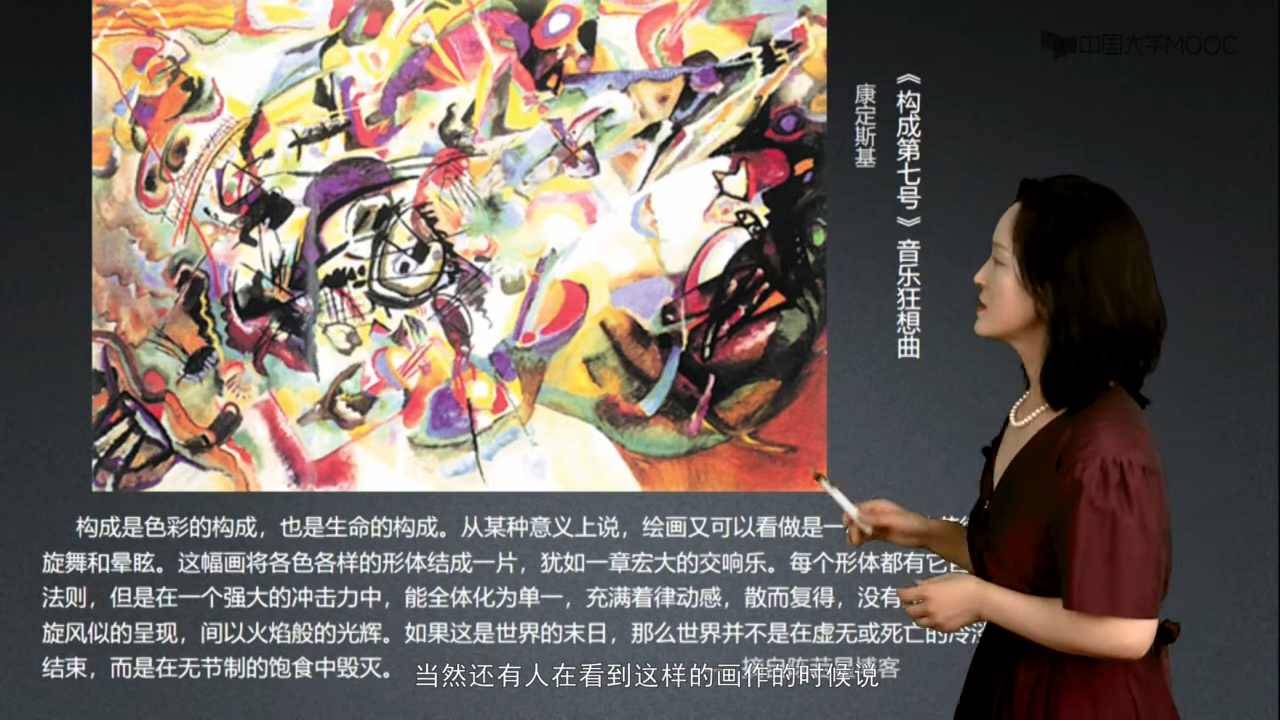 中国大学MOOC
《构成第七号》音乐狂想曲
康定斯基
构成是色彩的构成，也是生命的构成。从某种意义上说，绘画又可以看做是一
旋舞和晕眩。这幅画将各色各样的形体结成一片，犹如一章宏大的交响乐。每个形体都有它自
法则，但是在一个强大的冲击力中，能全体化为单一，充满着律动感，散而复得，没有
旋风似的呈现，间以火焰般的光辉。如果这是世界的末日，那么世界并不是在虚无或死亡的冷
结束，而是在无节制的饱食中毁灭。
当然还有人在看到这样的画作的时候说